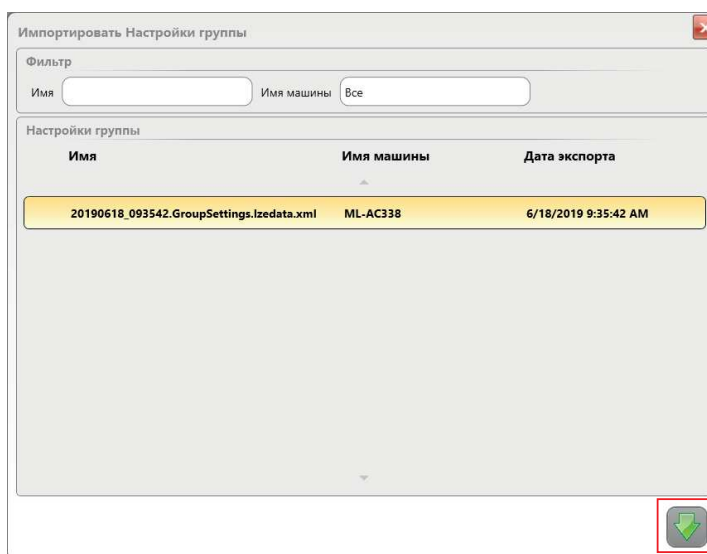 Импортировать Настройки группы
Фильтр
Имя Имя машины Все
Настройки группы
Имя Имя машины Дата экспорта
20190618_093542.GroupSettings.lzedata.xml ML-AC338 6/18/2019 9:35:42 AM